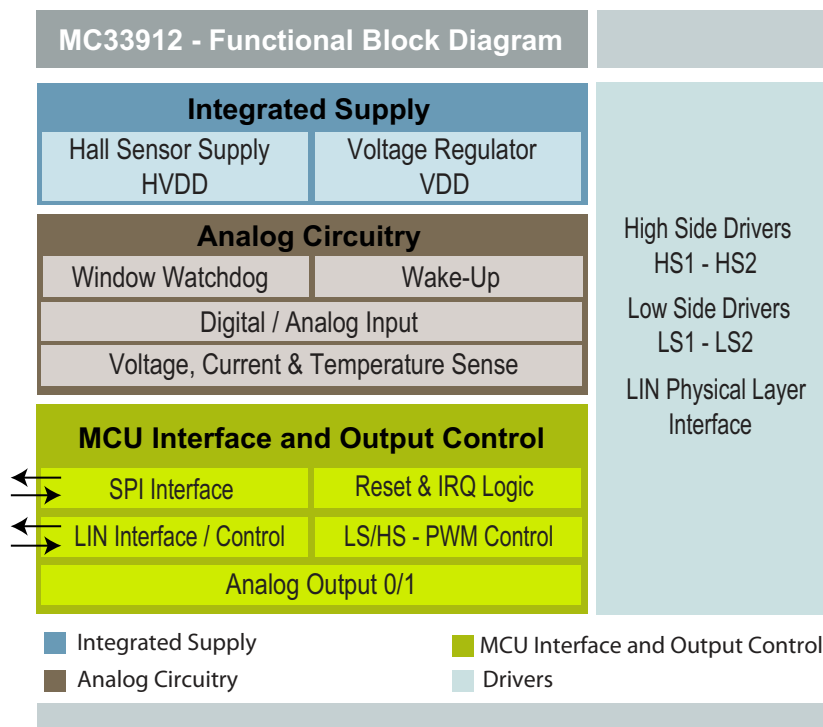 MC33912 - Functional Block Diagram
Integrated Supply
Hall Sensor Supply
HVDD
Voltage Regulator
VDD
Analog Circuitry
Window Watchdog
Wake-Up
Digital / Analog Input
Voltage, Current & Temperature Sense
MCU Interface and Output Control
SPI Interface
Reset & IRQ Logic
LIN Interface / Control
LS/HS - PWM Control
Analog Output 0/1
High Side Drivers
HS1 - HS2
Low Side Drivers
LS1 - LS2
LIN Physical Layer
Interface
Integrated Supply
MCU Interface and Output Control
Analog Circuitry
Drivers